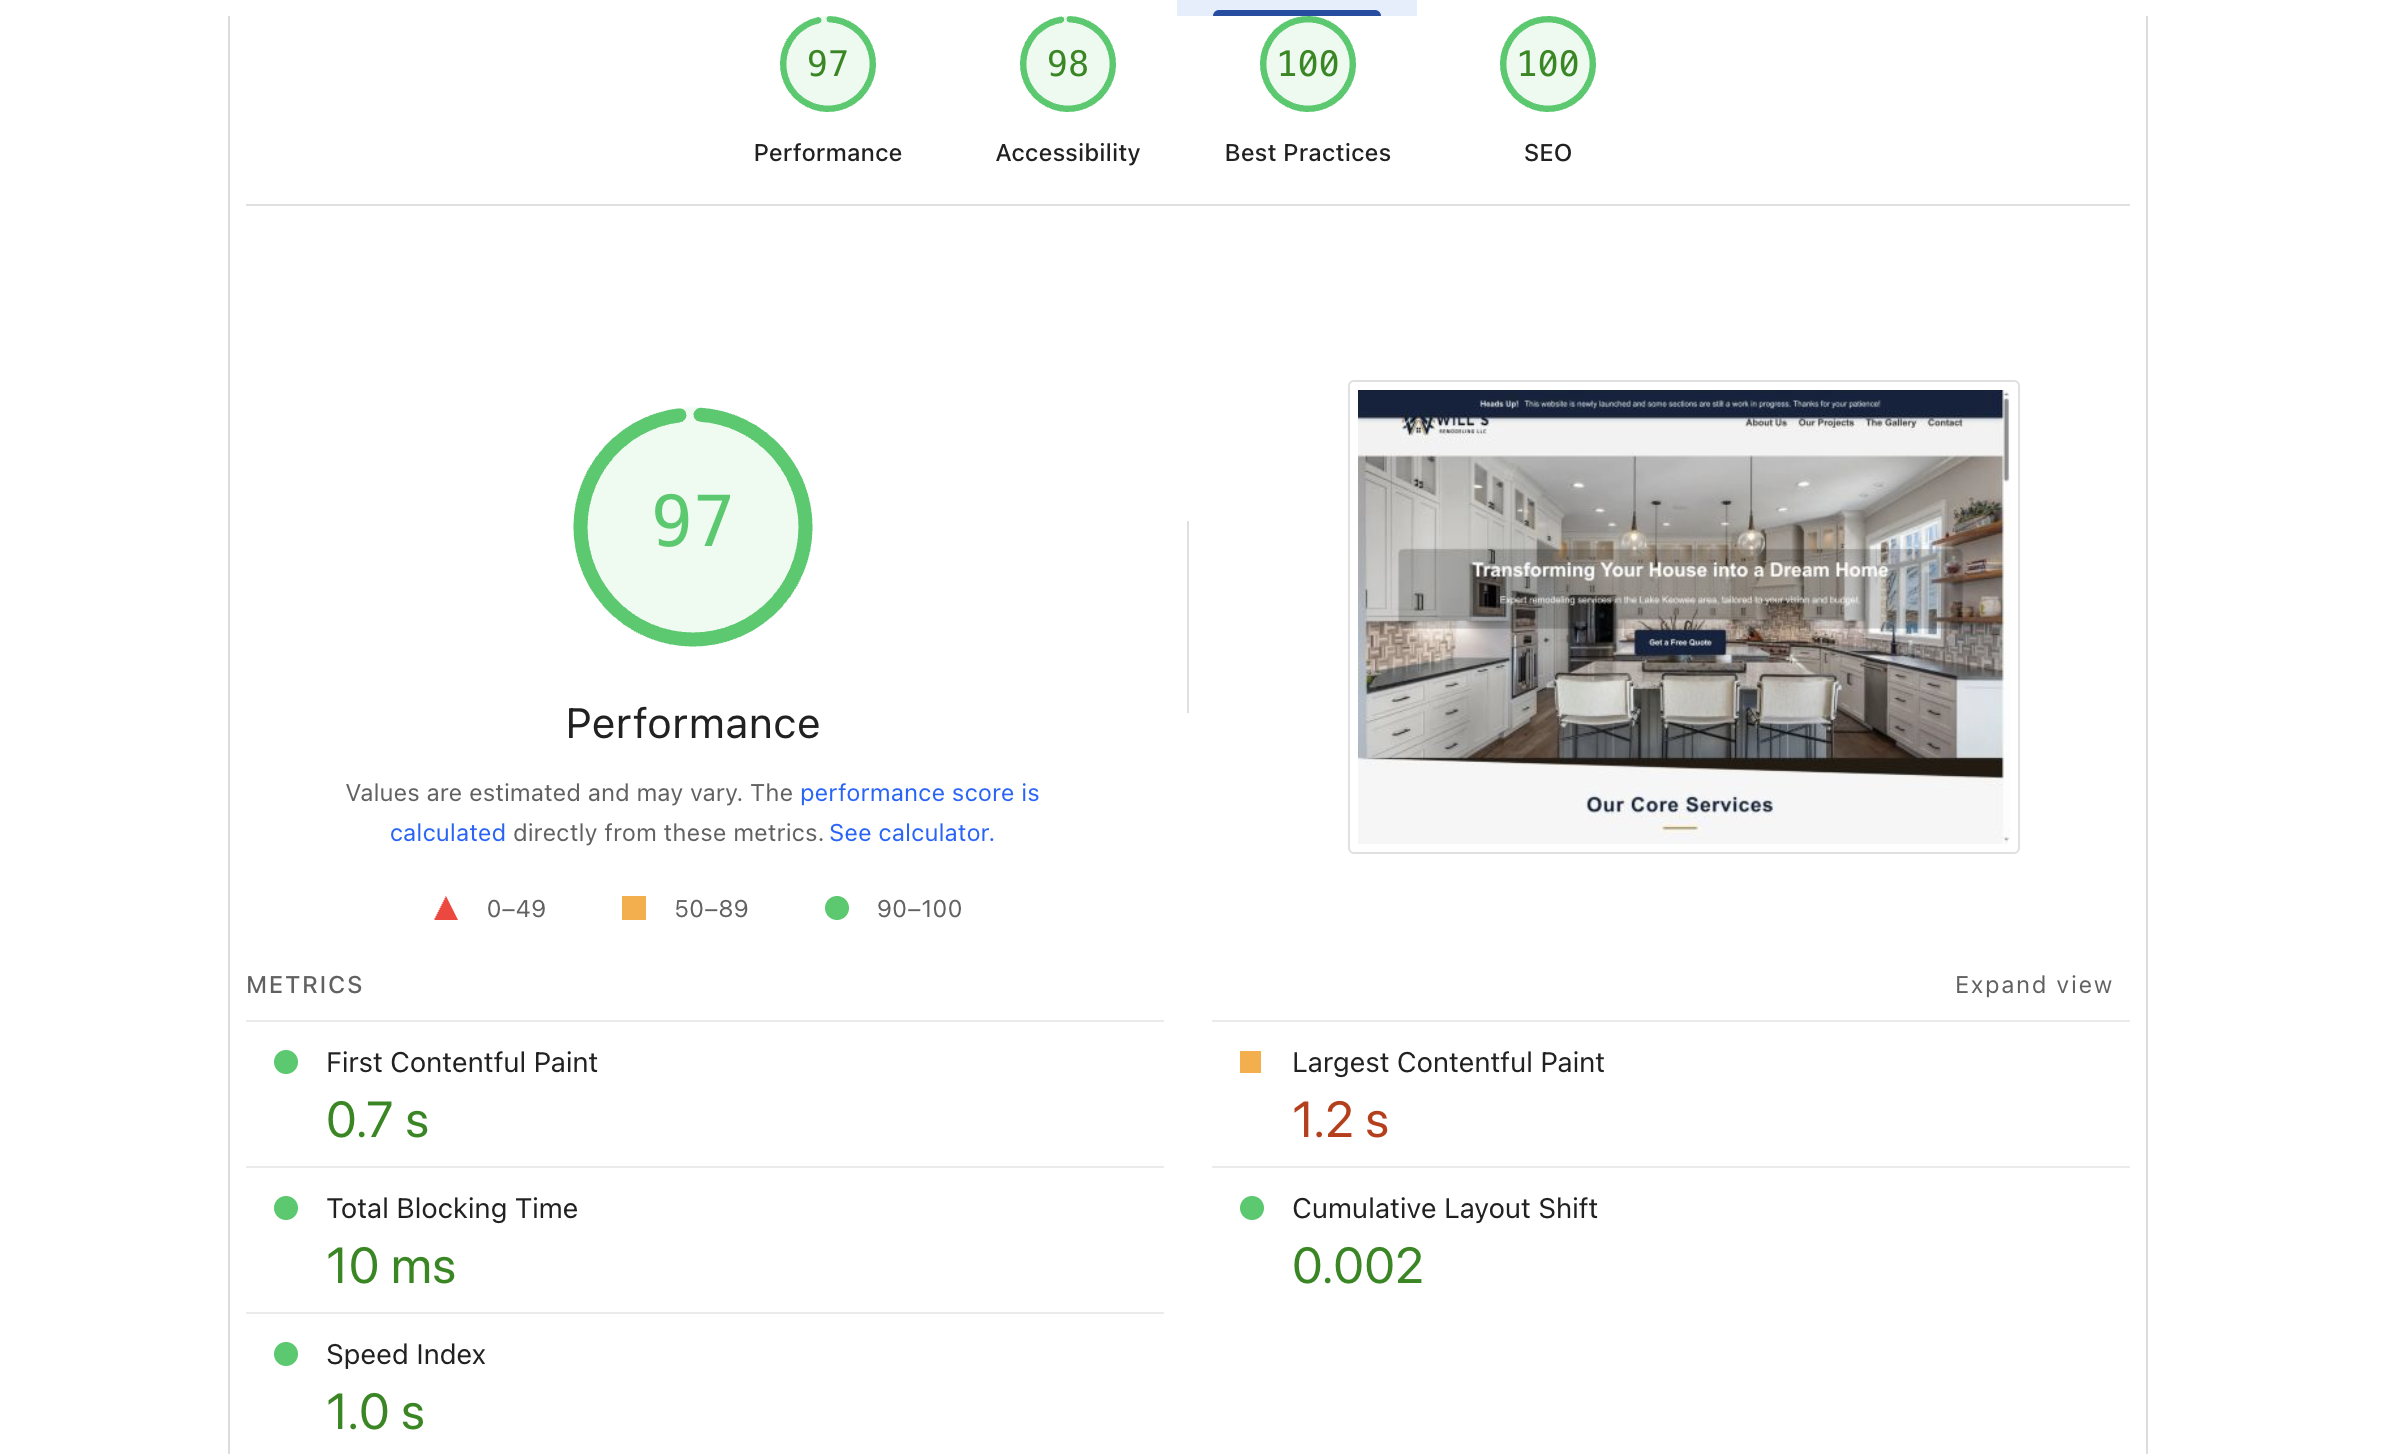 97
98
100
100
Performance
Accessibility
Best Practices
SEO
97
Performance
Values are estimated and may vary. The performance score is
calculated directly from these metrics. See calculator.
0–49
50–89
90–100
Heads Up! This website is newly launched and some sections are still a work in progress. Thanks for your patience!
WILL'S
REMODELING LLC
About Us
Our Projects
The Gallery
Contact
Transforming Your House into a Dream Home
Expert remodeling services in the Lake Keowee area, tailored to your vision and budget.
Get a Free Quote
Our Core Services
METRICS
Expand view
First Contentful Paint
0.7 s
Largest Contentful Paint
1.2 s
Total Blocking Time
10 ms
Cumulative Layout Shift
0.002
Speed Index
1.0 s